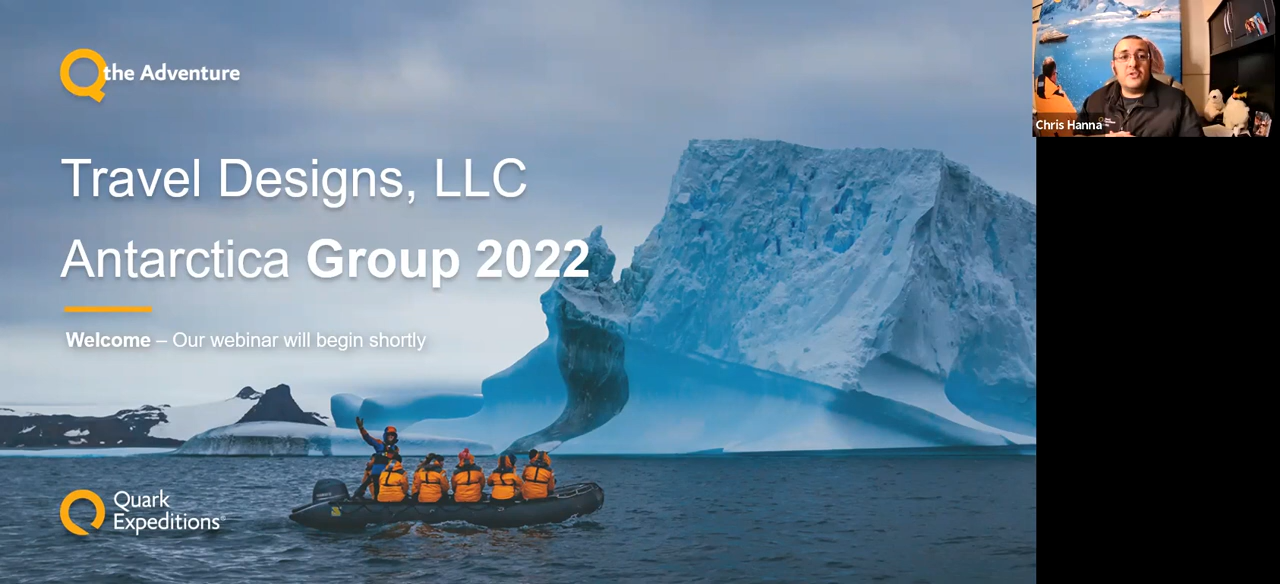 the Adventure
Travel Designs, LLC
Antarctica Group 2022
Welcome – Our webinar will begin shortly
Quark
Expeditions®
Chris Hanna